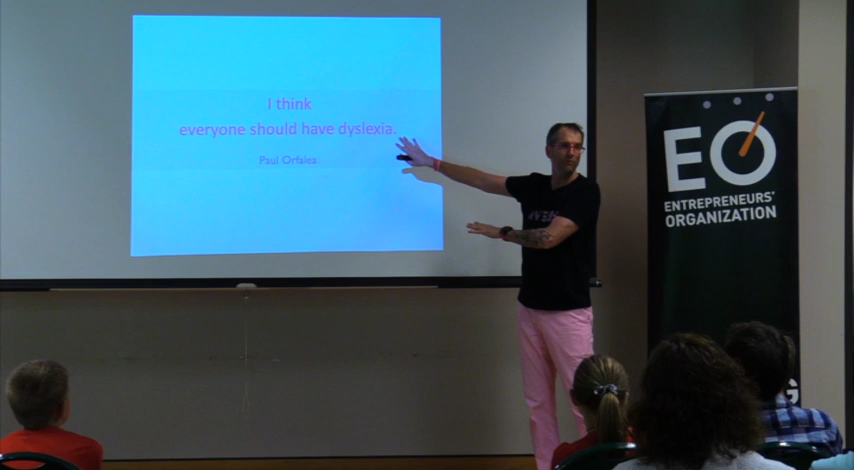 I think
everyone should have dyslexia.
Paul Orfalea
EO
ENTREPRENEURS'
ORGANIZATION